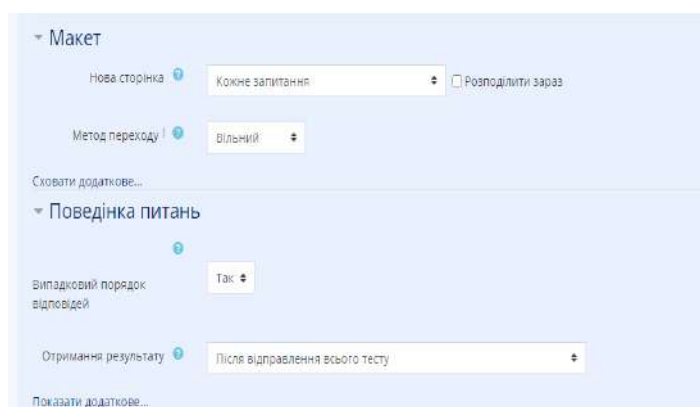 Макет
Нова сторінка Кожне запитання Розподілити зараз
Метод переходу ! Вільний
Сховати додаткове...
Поведінка питань
Випадковий порядок відповідей Так
Отримання результату Після відправлення всього тесту
Показати додаткове...